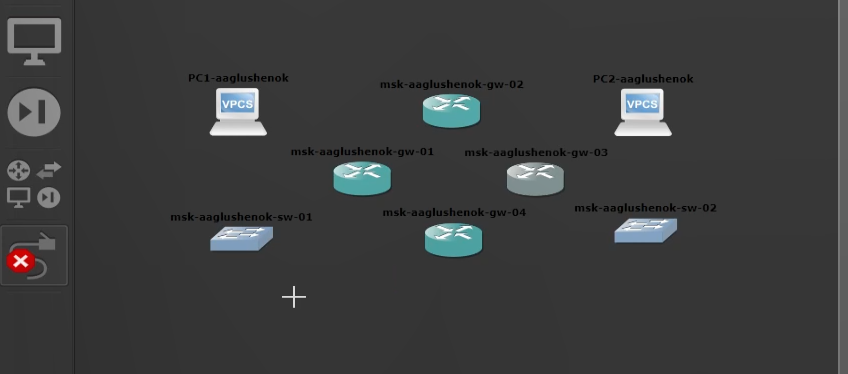 PC1-aaglushenok
msk-aaglushenok-gw-02
PC2-aaglushenok
VPCS
VPCS
msk-aaglushenok-gw-01
msk-aaglushenok-gw-03
msk-aaglushenok-sw-01
msk-aaglushenok-gw-04
msk-aaglushenok-sw-02